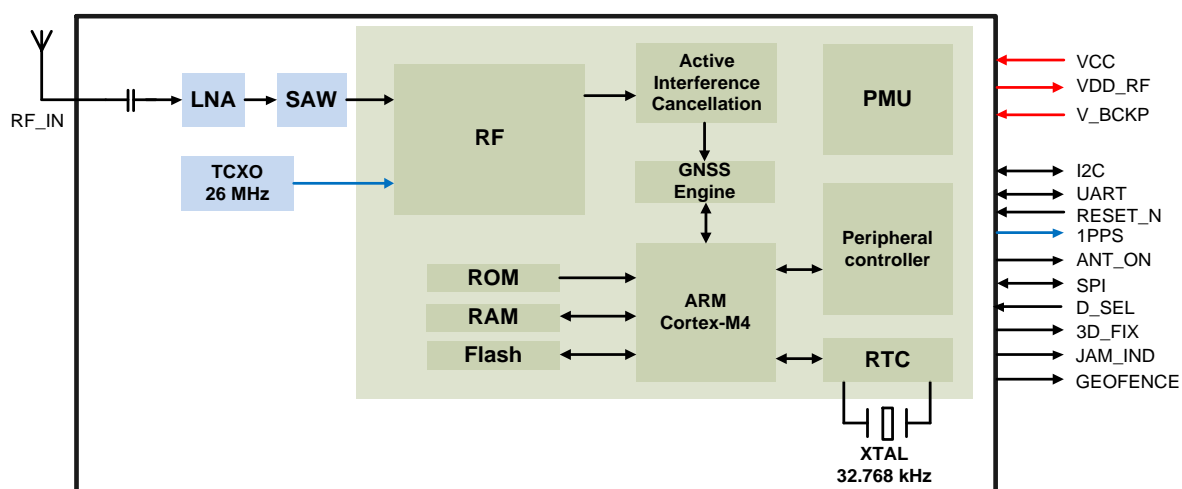 RF_IN
LNA
SAW
TCXO
26 MHz
RF
Active
Interference
Cancellation
GNSS
Engine
PMU
Peripheral
controller
ROM
RAM
Flash
ARM
Cortex-M4
RTC
XTAL
32.768 kHz
VCC
VDD_RF
V_BCKP
I2C
UART
RESET_N
1PPS
ANT_ON
SPI
D_SEL
3D_FIX
JAM_IND
GEOFENCE